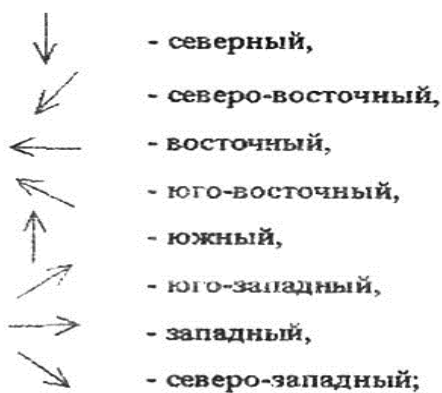 - северный,
- северо-восточный,
- восточный,
- юго-восточный,
- южный,
- юго-западный,
- западный,
- северо-западный;